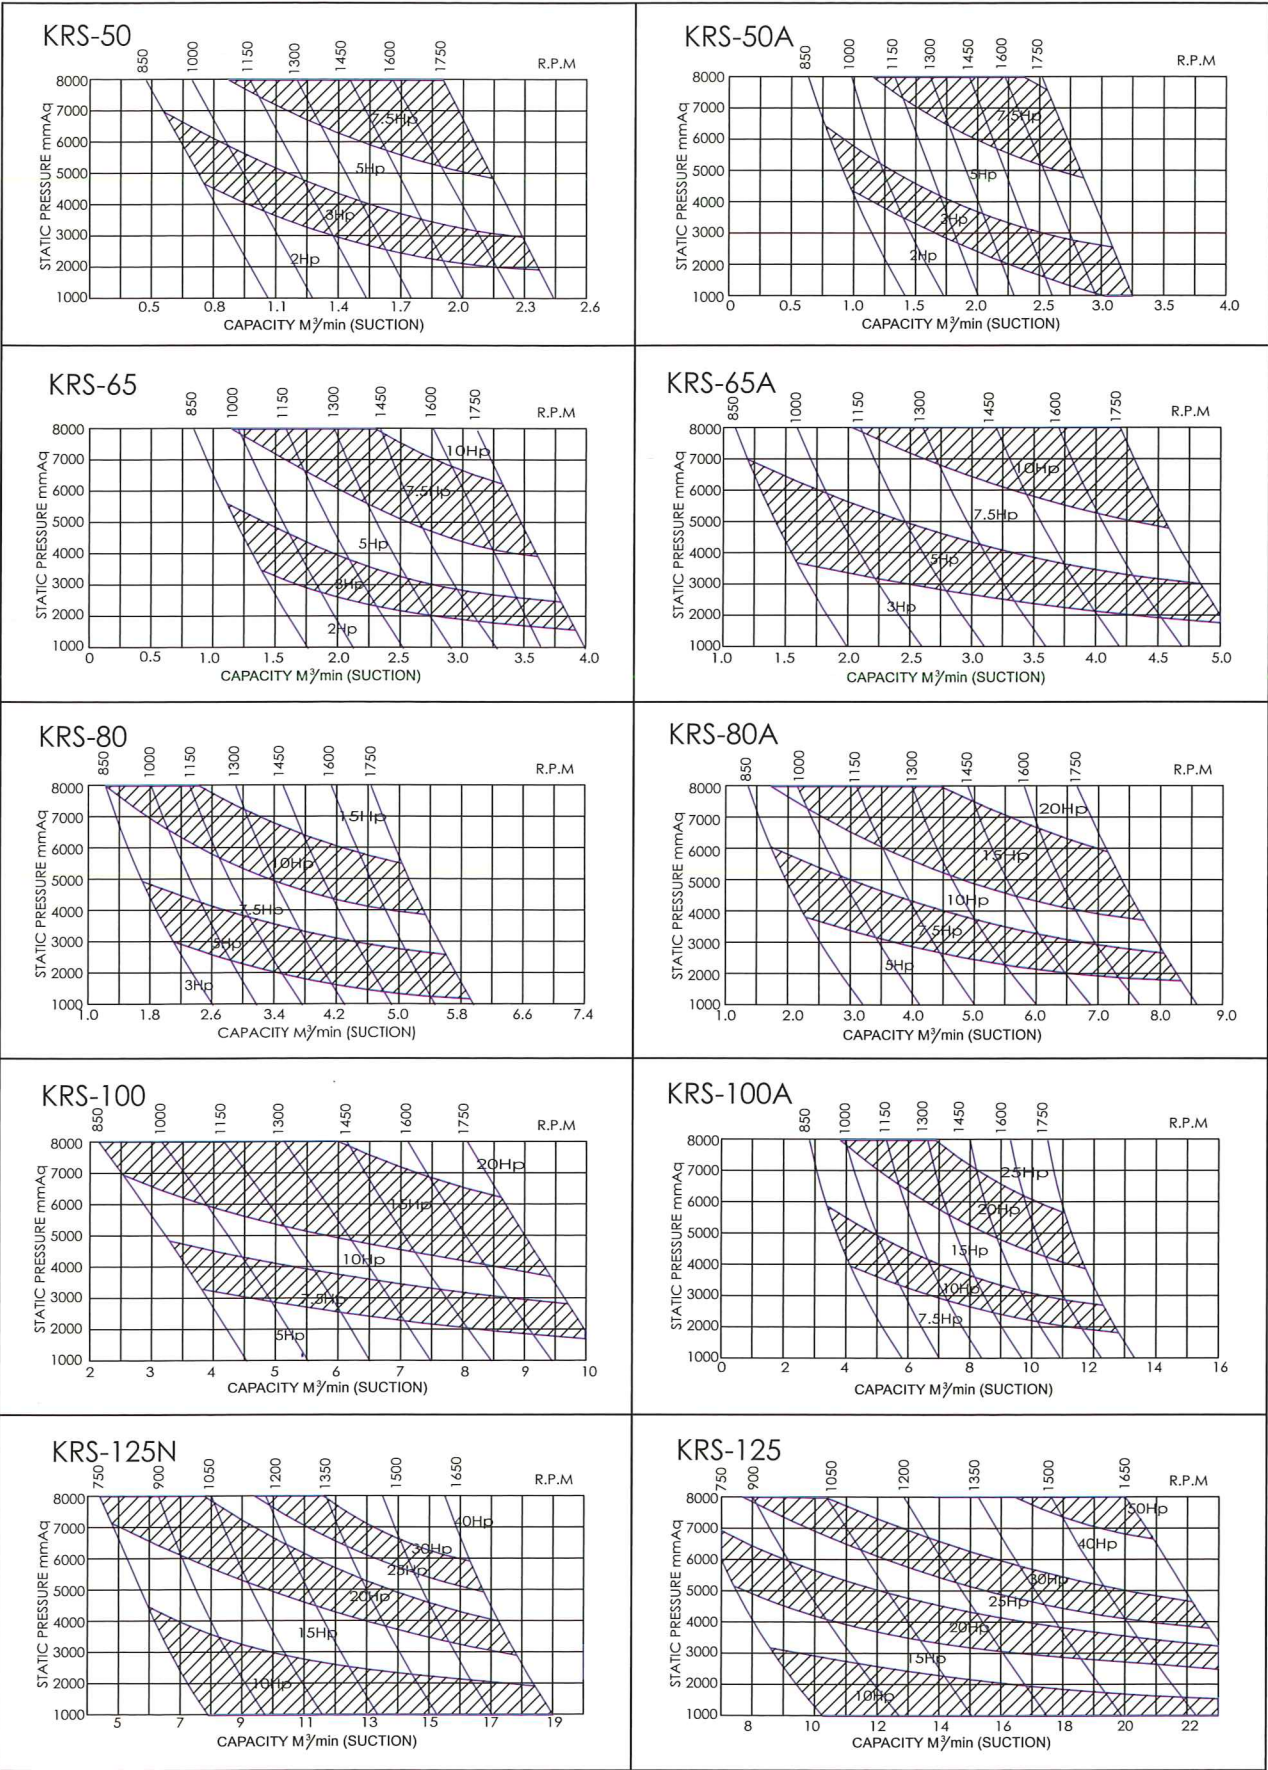 KRS-50
850 1000 1150 1300 1450 1600 1750 R.P.M
8000
7000
6000
5000
4000
3000
2000
1000
STATIC PRESSURE mmAq
7.5Hp
5Hp
3Hp
2Hp
0.5 0.8 1.1 1.4 1.7 2.0 2.3 2.6
CAPACITY M³/min (SUCTION)
KRS-50A
850 1000 1150 1300 1450 1600 1750 R.P.M
8000
7000
6000
5000
4000
3000
2000
1000
STATIC PRESSURE mmAq
7.5Hp
5Hp
3Hp
2Hp
0 0.5 1.0 1.5 2.0 2.5 3.0 3.5 4.0
CAPACITY M³/min (SUCTION)
KRS-65
850 1000 1150 1300 1450 1600 1750 R.P.M
8000
7000
6000
5000
4000
3000
2000
1000
STATIC PRESSURE mmAq
10Hp
7.5Hp
5Hp
3Hp
2Hp
0 0.5 1.0 1.5 2.0 2.5 3.0 3.5 4.0
CAPACITY M³/min (SUCTION)
KRS-65A
850 1000 1150 1300 1450 1600 1750 R.P.M
8000
7000
6000
5000
4000
3000
2000
1000
STATIC PRESSURE mmAq
10Hp
7.5Hp
5Hp
3Hp
1.0 1.5 2.0 2.5 3.0 3.5 4.0 4.5 5.0
CAPACITY M³/min (SUCTION)
KRS-80
850 1000 1150 1300 1450 1600 1750 R.P.M
8000
7000
6000
5000
4000
3000
2000
1000
STATIC PRESSURE mmAq
15Hp
10Hp
7.5Hp
5Hp
3Hp
1.0 1.8 2.6 3.4 4.2 5.0 5.8 6.6 7.4
CAPACITY M³/min (SUCTION)
KRS-80A
850 1000 1150 1300 1450 1600 1750 R.P.M
8000
7000
6000
5000
4000
3000
2000
1000
STATIC PRESSURE mmAq
20Hp
15Hp
10Hp
7.5Hp
5Hp
1.0 2.0 3.0 4.0 5.0 6.0 7.0 8.0 9.0
CAPACITY M³/min (SUCTION)
KRS-100
850 1000 1150 1300 1450 1600 1750 R.P.M
8000
7000
6000
5000
4000
3000
2000
1000
STATIC PRESSURE mmAq
20Hp
15Hp
10Hp
7.5Hp
5Hp
2 3 4 5 6 7 8 9 10
CAPACITY M³/min (SUCTION)
KRS-100A
850 1000 1150 1300 1450 1600 1750 R.P.M
8000
7000
6000
5000
4000
3000
2000
1000
STATIC PRESSURE mmAq
25Hp
20Hp
15Hp
10Hp
7.5Hp
0 2 4 6 8 10 12 14 16
CAPACITY M³/min (SUCTION)
KRS-125N
750 900 1050 1200 1350 1500 1650 R.P.M
8000
7000
6000
5000
4000
3000
2000
1000
STATIC PRESSURE mmAq
40Hp
30Hp
25Hp
20Hp
15Hp
10Hp
5 7 9 11 13 15 17 19
CAPACITY M³/min (SUCTION)
KRS-125
750 900 1050 1200 1350 1500 1650 R.P.M
8000
7000
6000
5000
4000
3000
2000
1000
STATIC PRESSURE mmAq
50Hp
40Hp
30Hp
25Hp
20Hp
15Hp
10Hp
8 10 12 14 16 18 20 22
CAPACITY M³/min (SUCTION)